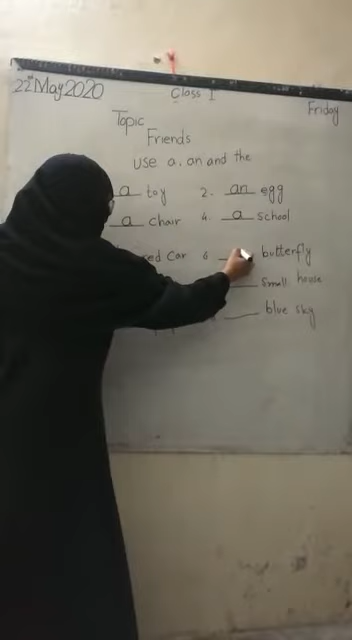 22nd May 2020 Class I Friday
Topic
Friends
Use a, an and the
a toy 2. an egg
a chair 4. a school
red car 6 butterfly
small house
blue sky